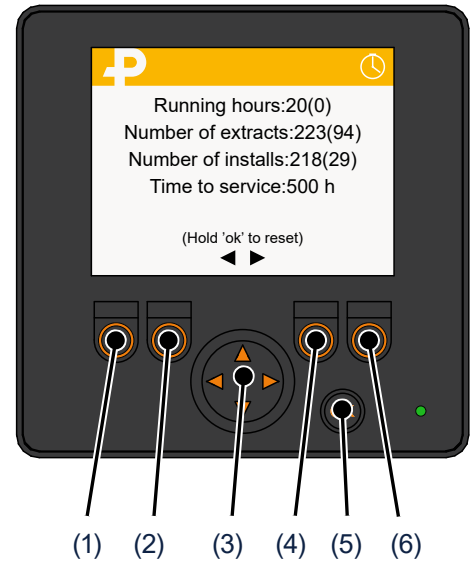 Running hours:20(0)
Number of extracts:223(94)
Number of installs:218(29)
Time to service:500 h
(Hold 'ok' to reset)
(1) (2) (3) (4) (5) (6)